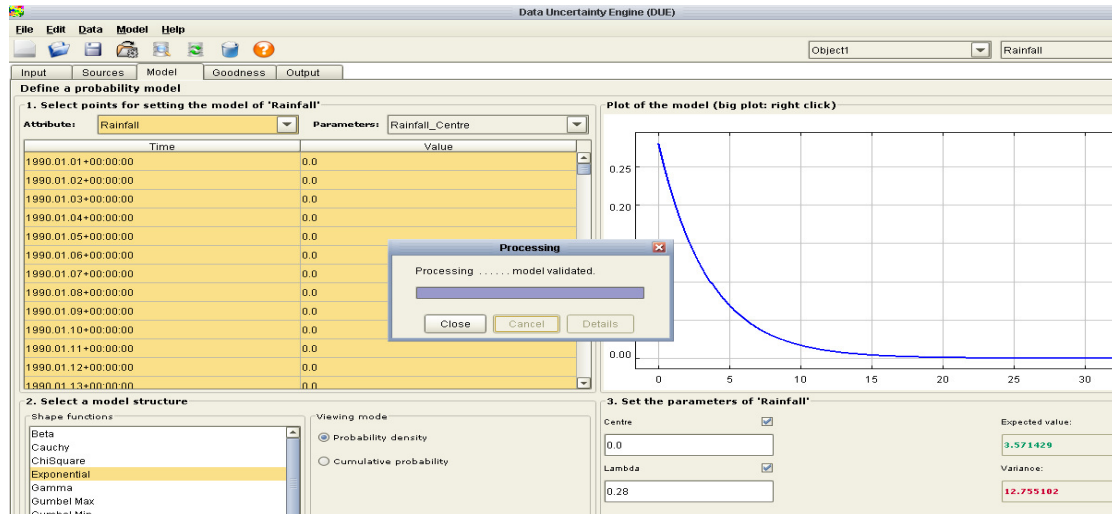 Data Uncertainty Engine (DUE)
File Edit Data Model Help
Object1 Rainfall
Input Sources Model Goodness Output
Define a probability model
1. Select points for setting the model of 'Rainfall'
Attribute: Rainfall Parameters: Rainfall_Centre
Time Value
1990.01.01+00:00:00 0.0
1990.01.02+00:00:00 0.0
1990.01.03+00:00:00 0.0
1990.01.04+00:00:00 0.0
1990.01.05+00:00:00 0.0
1990.01.06+00:00:00 0.0
1990.01.07+00:00:00 0.0
1990.01.08+00:00:00 0.0
1990.01.09+00:00:00 0.0
1990.01.10+00:00:00 0.0
1990.01.11+00:00:00 0.0
1990.01.12+00:00:00 0.0
1990.01.13+00:00:00 0.0
Plot of the model (big plot: right click)
0.25
0.20
0.00
0 5 10 15 20 25 30
Processing
Processing ...... model validated.
Close Cancel Details
2. Select a model structure
Shape functions
Beta
Cauchy
ChiSquare
Exponential
Gamma
Gumbel Max
Gumbel Min
Viewing mode
Probability density
Cumulative probability
3. Set the parameters of 'Rainfall'
Centre
0.0
Lambda
0.28
Expected value:
3.571429
Variance:
12.755102